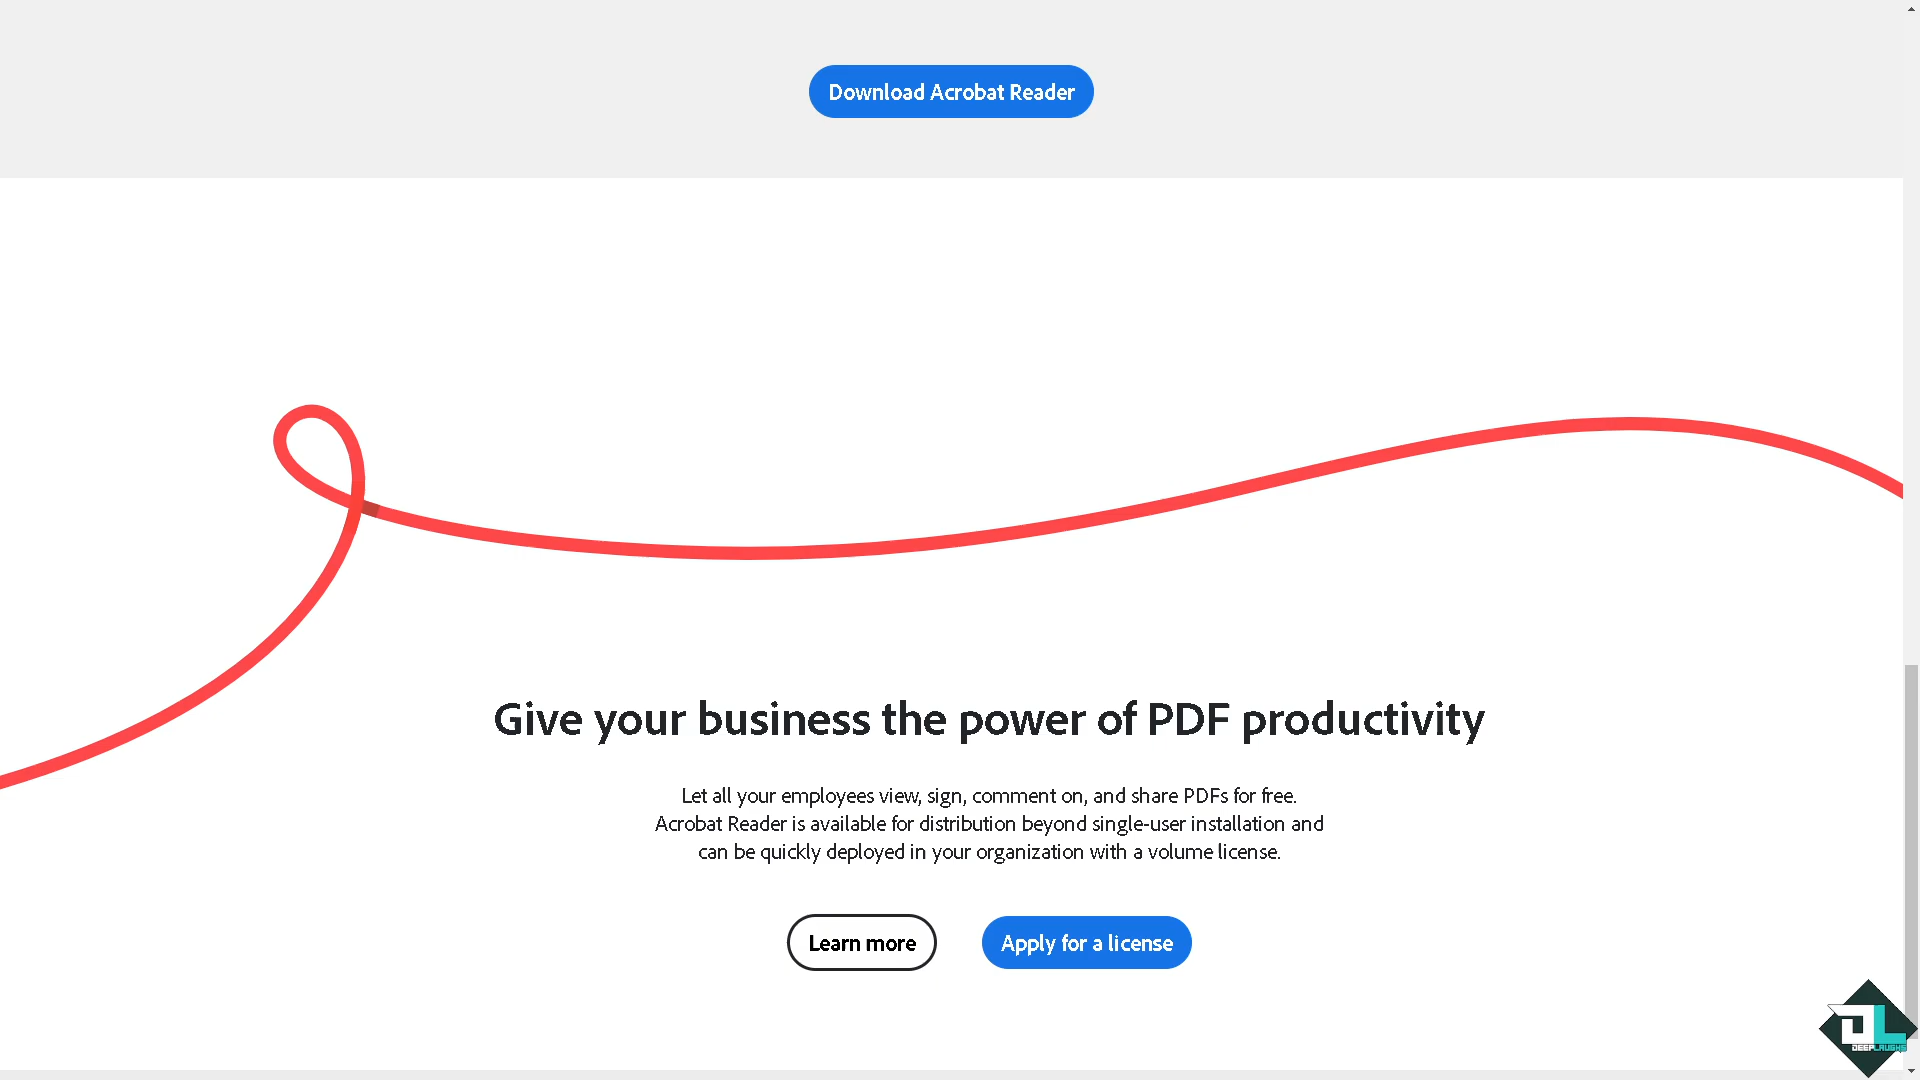 Download Acrobat Reader
Give your business the power of PDF productivity
Let all your employees view, sign, comment on, and share PDFs for free.
Acrobat Reader is available for distribution beyond single-user installation and
can be quickly deployed in your organization with a volume license.
Learn more
Apply for a license
DEEPLAUGHS